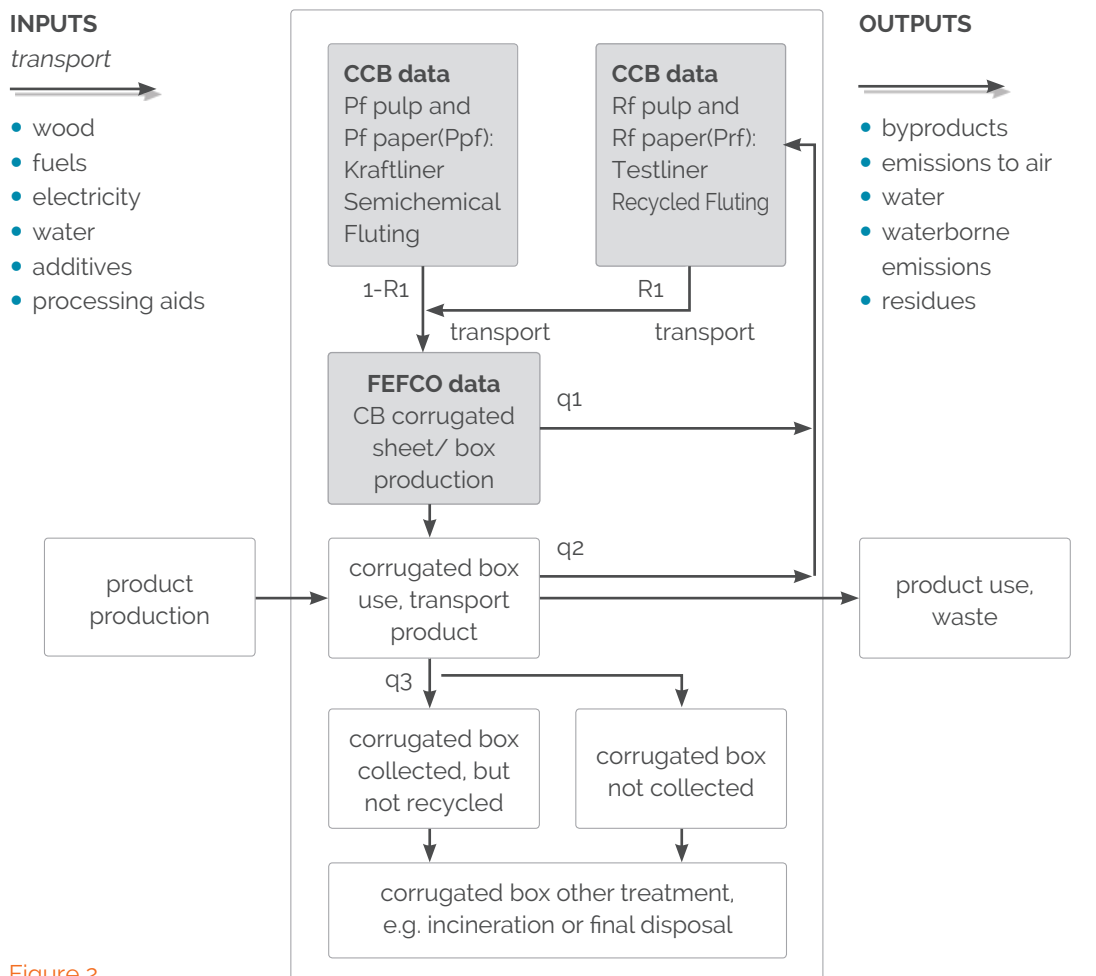 INPUTS
transport
wood
fuels
electricity
water
additives
processing aids
CCB data
Pf pulp and
Pf paper(Ppf):
Kraftliner
Semichemical
Fluting
CCB data
Rf pulp and
Rf paper(Prf):
Testliner
Recycled Fluting
OUTPUTS
byproducts
emissions to air
water
waterborne
emissions
residues
1-R1
R1
transport
transport
FEFCO data
CB corrugated
sheet/ box
production
q1
product
production
corrugated box
use, transport
product
q2
product use,
waste
q3
corrugated box
collected, but
not recycled
corrugated box
not collected
corrugated box other treatment,
e.g. incineration or final disposal
Figure 2